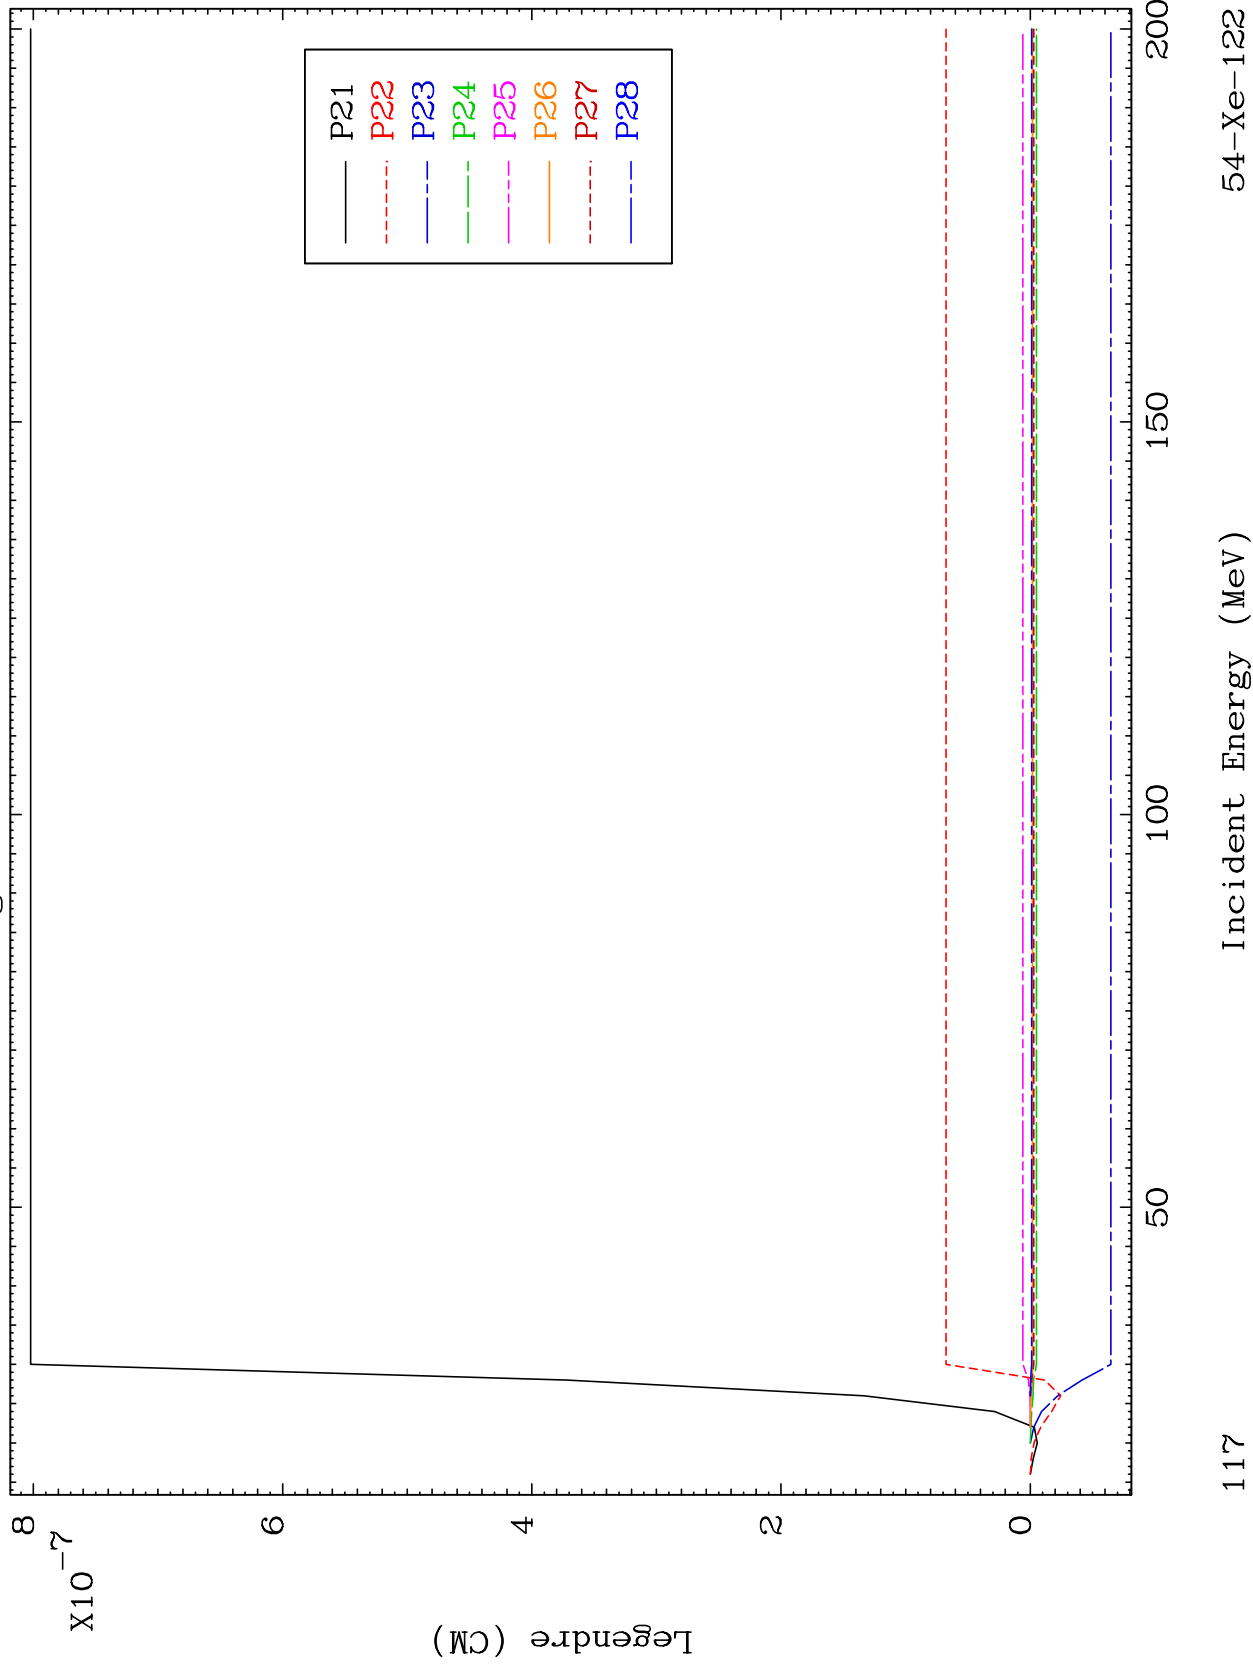 X10-7
8
6
4
2
0
Legendre (CM)
P21
P22
P23
P24
P25
P26
P27
P28
50
100
150
200
Incident Energy (MeV)
117
54-Xe-122